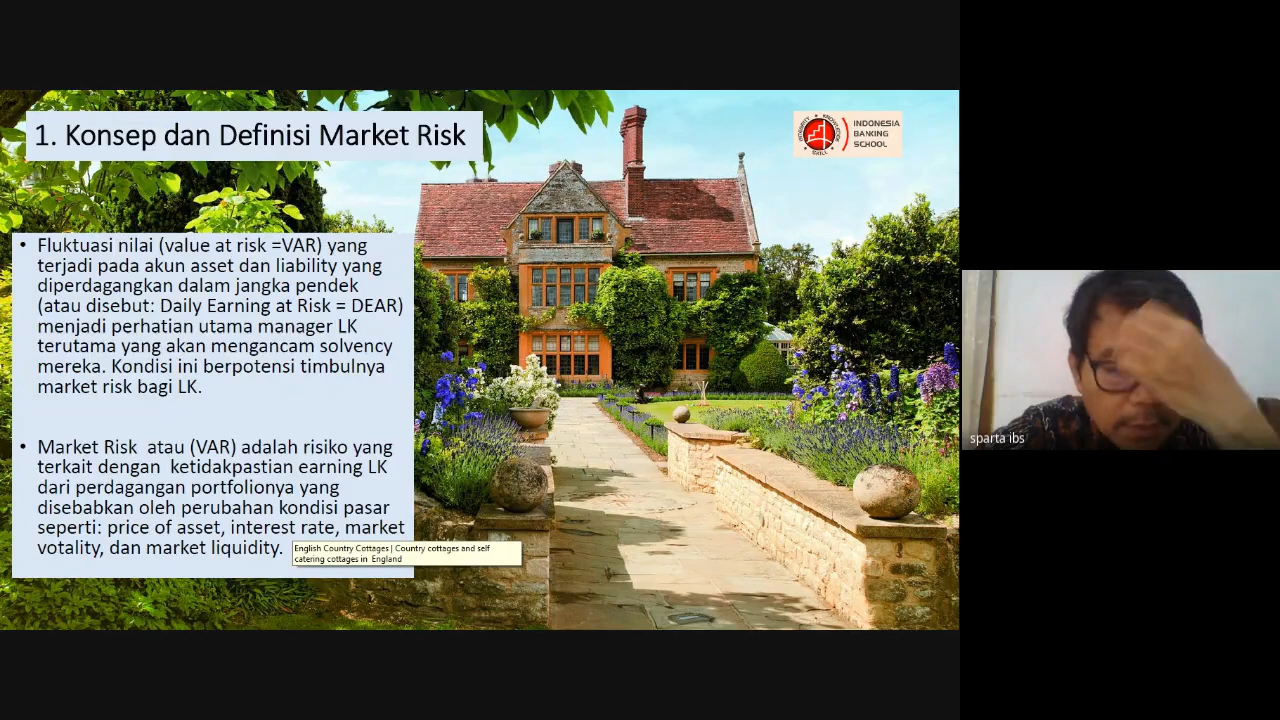 1. Konsep dan Definisi Market Risk
INTEGRITY
KNOWLEDGE
SKILL
INDONESIA
BANKING
SCHOOL
• Fluktuasi nilai (value at risk =VAR) yang
terjadi pada akun asset dan liability yang
diperdagangkan dalam jangka pendek
(atau disebut: Daily Earning at Risk = DEAR)
menjadi perhatian utama manager LK
terutama yang akan mengancam solvency
mereka. Kondisi ini berpotensi timbulnya
market risk bagi LK.
• Market Risk atau (VAR) adalah risiko yang
terkait dengan ketidakpastian earning LK
dari perdagangan portfolionya yang
disebabkan oleh perubahan kondisi pasar
seperti: price of asset, interest rate, market
votality, dan market liquidity.
English Country Cottages | Country cottages and self
catering cottages in England
sparta ibs